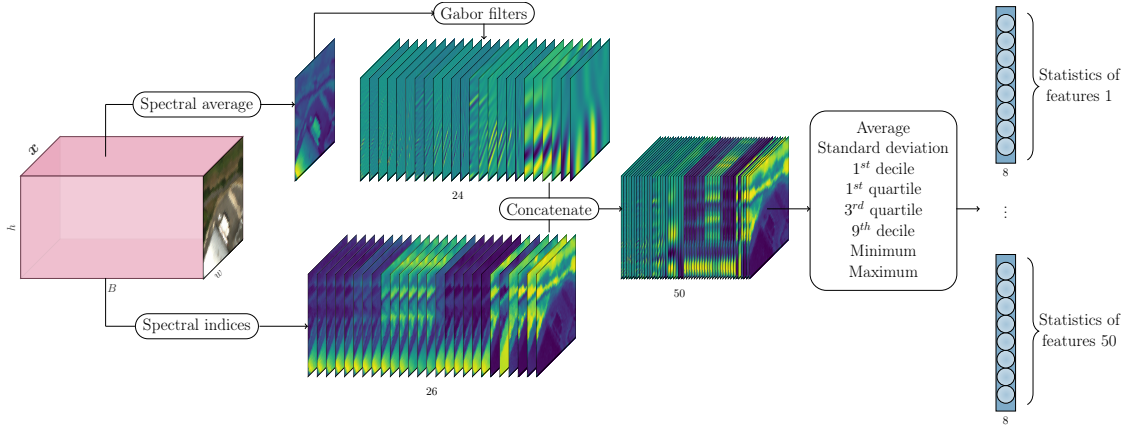 Gabor filters
Spectral average
24
x
h
B
w
Spectral indices
26
Concatenate
50
Average
Standard deviation
1st decile
1st quartile
3rd quartile
9th decile
Minimum
Maximum
8
Statistics of
features 1
⋮
8
Statistics of
features 50